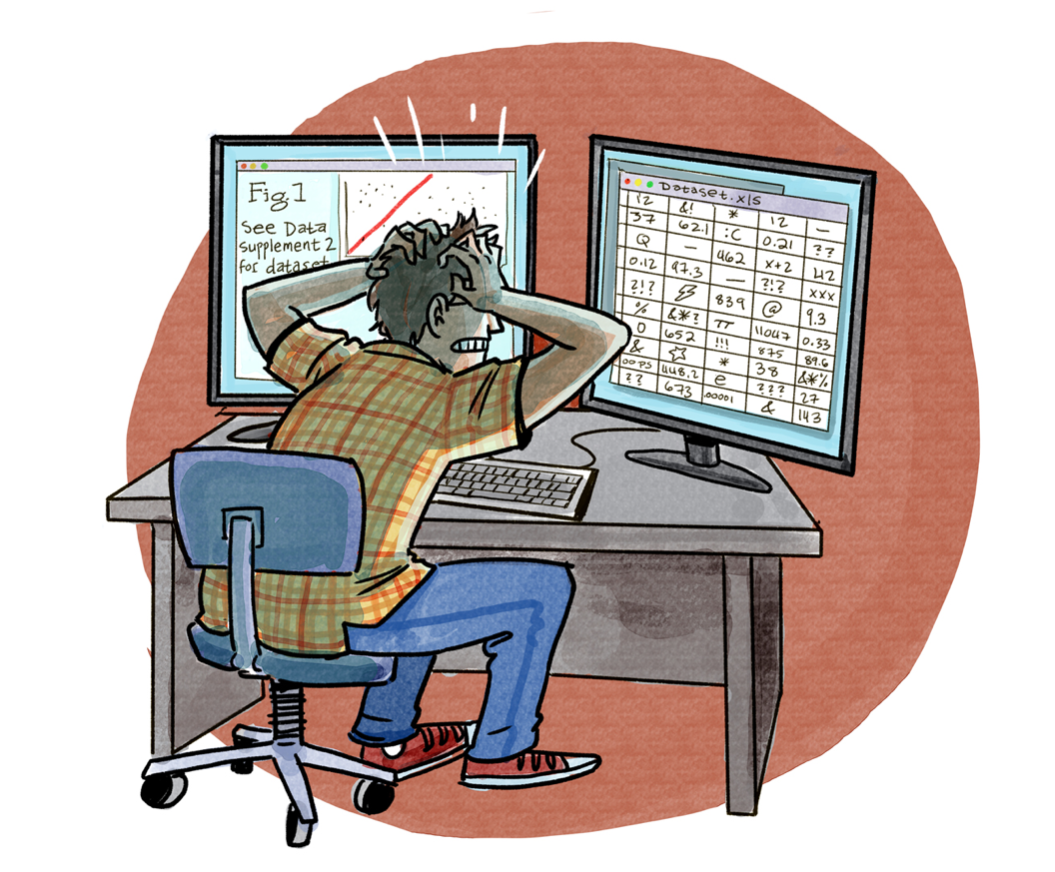 Fig.1
See Data
supplement 2
for dataset
Dataset.xls
12 &! * 12 —
37 62.1 :C 0.21 ??
Q — 462 x+2 42
0.12 97.3 — ?!? xxx
?!? 839 @ 9.3
% &*? π 11047 0.33
0 652 !!! 875 89.6
& ☆ * 38 &*%
oops 448.2 e ??? 27
?? 673 .00001 & 143